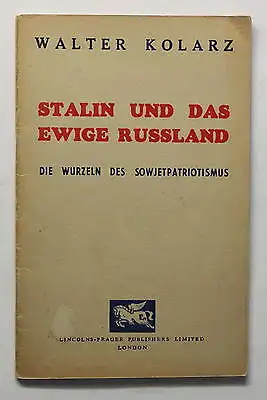 WALTER KOLARZ
STALIN UND DAS
EWIGE RUSSLAND
DIE WURZELN DES SOWJETPATRIOTISMUS
LINCOLNS-PRAGER PUBLISHERS LIMITED
LONDON